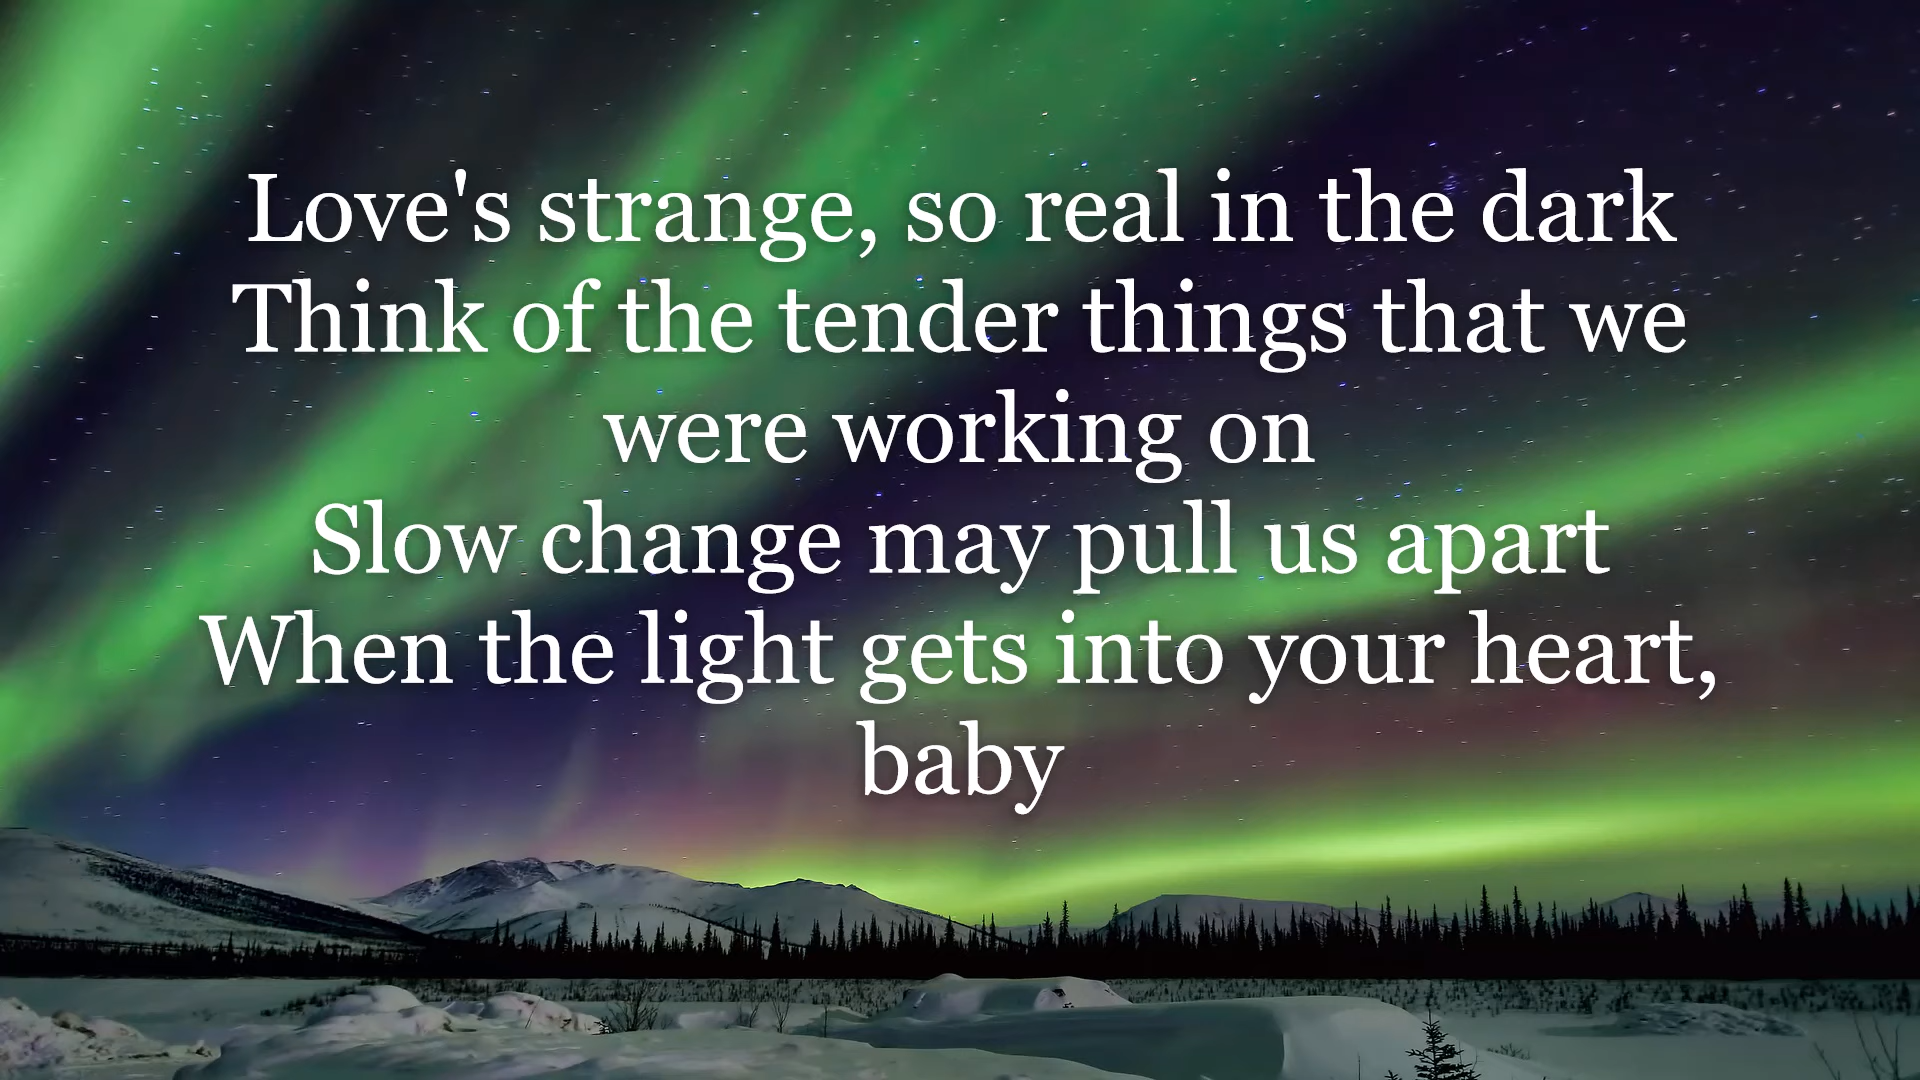 Love's strange, so real in the dark
Think of the tender things that we
were working on
Slow change may pull us apart
When the light gets into your heart,
baby